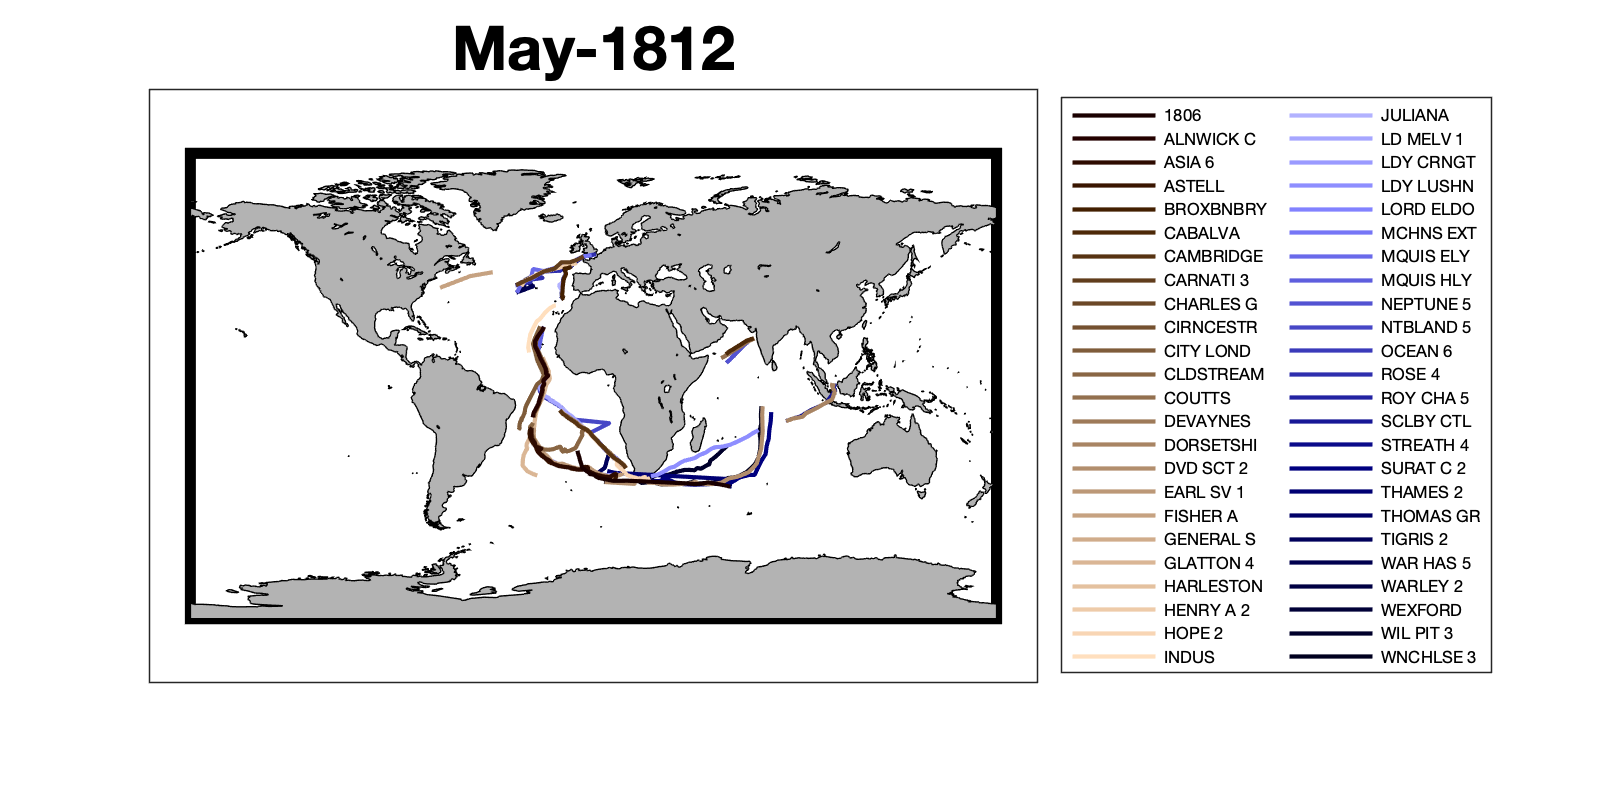 May-1812
1806
ALNWICK C
ASIA 6
ASTELL
BROXBNBRY
CABALVA
CAMBRIDGE
CARNATI 3
CHARLES G
CIRNCESTR
CITY LOND
CLDSTREAM
COUTTS
DEVAYNES
DORSETSHI
DVD SCT 2
EARL SV 1
FISHER A
GENERAL S
GLATTON 4
HARLESTON
HENRY A 2
HOPE 2
INDUS
JULIANA
LD MELV 1
LDY CRNGT
LDY LUSHN
LORD ELDO
MCHNS EXT
MQUIS ELY
MQUIS HLY
NEPTUNE 5
NTBLAND 5
OCEAN 6
ROSE 4
ROY CHA 5
SCLBY CTL
STREATH 4
SURAT C 2
THAMES 2
THOMAS GR
TIGRIS 2
WAR HAS 5
WARLEY 2
WEXFORD
WIL PIT 3
WNCHLSE 3